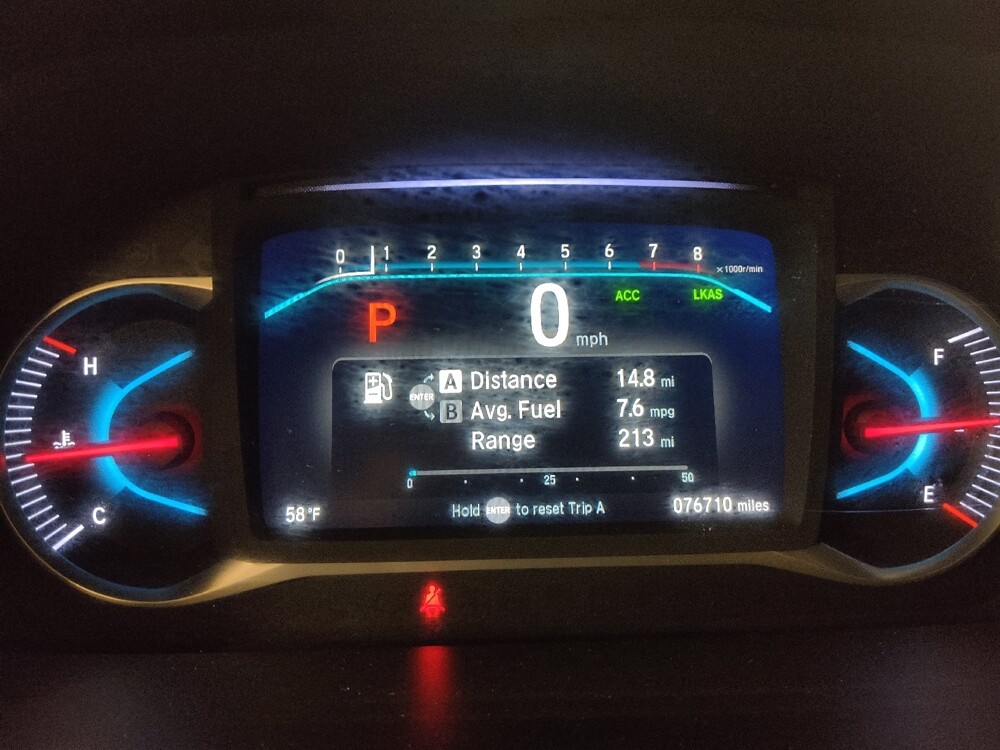 0 1 2 3 4 5 6 7 8 ×1000r/min
ACC LKAS
P 0 mph
H
F
ENTER A Distance 14.8 mi
B Avg. Fuel 7.6 mpg
Range 213 mi
0 25 50
C
E
58°F Hold ENTER to reset Trip A 076710 miles